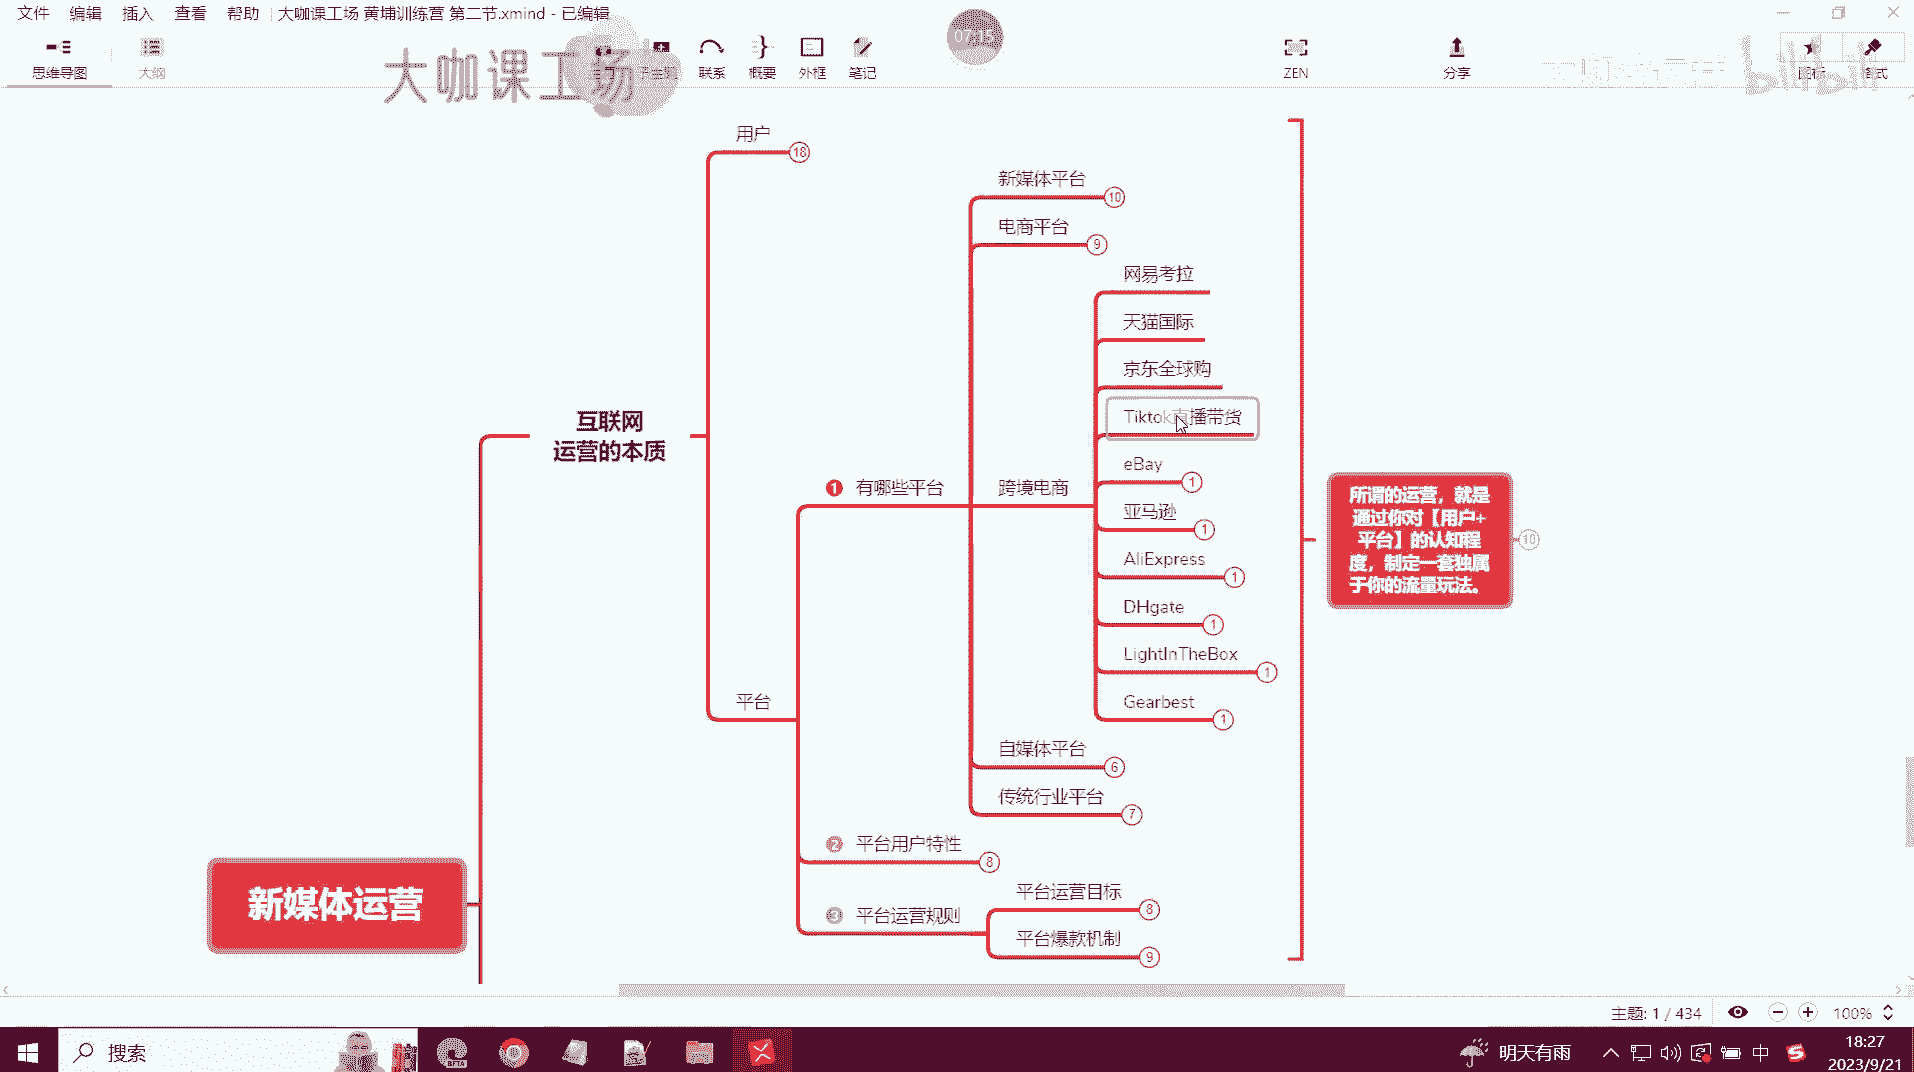 文件 编辑 插入 查看 帮助 大咖课工场 黄埔训练营 第二节.xmind - 已编辑
07:15
思维导图 大纲 联系 概要 外框 笔记 ZEN 分享
大咖课工场
bilibili
用户 18
新媒体平台 10
电商平台 9
网易考拉
天猫国际
京东全球购
Tiktok直播带货
互联网
运营的本质
eBay 1
1 有哪些平台 跨境电商
亚马逊 1
AliExpress 1
DHgate 1
LightInTheBox 1
Gearbest 1
所谓的运营，就是
通过你对【用户+
平台】的认知程
度，制定一套独属
于你的流量玩法。
10
平台
自媒体平台 6
传统行业平台 7
2 平台用户特性 8
平台运营目标 8
3 平台运营规则
平台爆款机制 9
新媒体运营
主题: 1 / 434 100%
搜索 明天有雨 中 18:27
2023/9/21